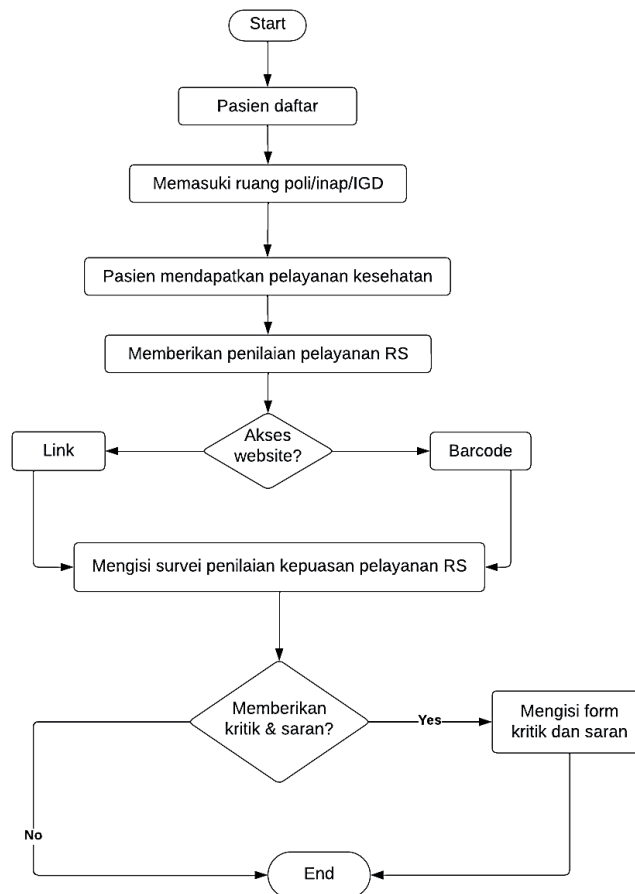 Start
Pasien daftar
Memasuki ruang poli/inap/IGD
Pasien mendapatkan pelayanan kesehatan
Memberikan penilaian pelayanan RS
Akses
website?
Link
Barcode
Mengisi survei penilaian kepuasan pelayanan RS
Memberikan
kritik & saran?
Yes
Mengisi form
kritik dan saran
No
End